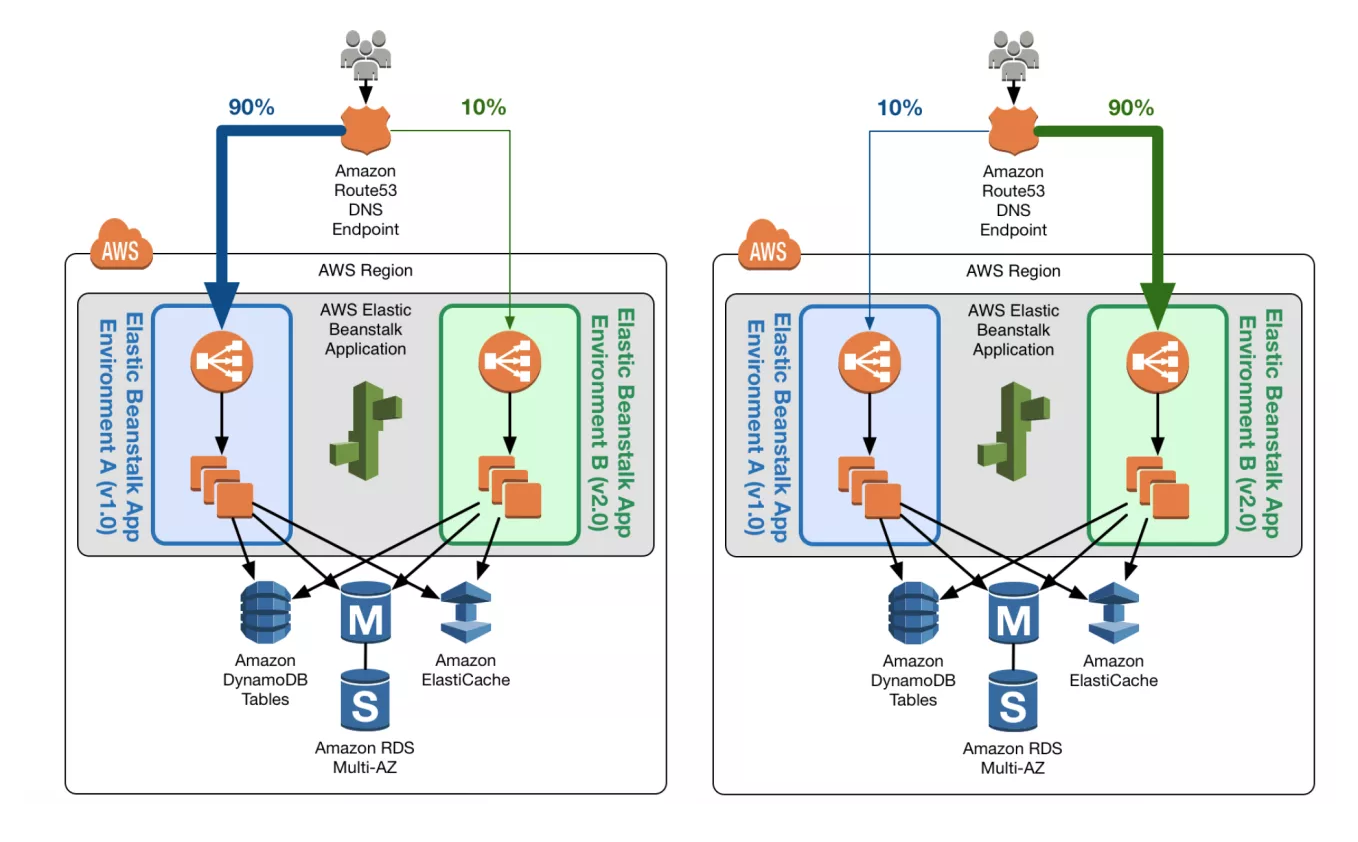 90%
10%
Amazon
Route53
DNS
Endpoint
AWS
AWS Region
Elastic Beanstalk App
Environment A (v1.0)
AWS Elastic
Beanstalk
Application
Elastic Beanstalk App
Environment B (v2.0)
M
Amazon
DynamoDB
Tables
Amazon
ElastiCache
S
Amazon RDS
Multi-AZ
10%
90%
Amazon
Route53
DNS
Endpoint
AWS
AWS Region
Elastic Beanstalk App
Environment A (v1.0)
AWS Elastic
Beanstalk
Application
Elastic Beanstalk App
Environment B (v2.0)
M
Amazon
DynamoDB
Tables
Amazon
ElastiCache
S
Amazon RDS
Multi-AZ